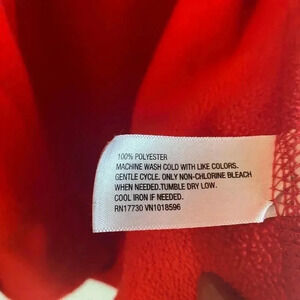 100% POLYESTER
MACHINE WASH COLD WITH LIKE COLORS.
GENTLE CYCLE. ONLY NON-CHLORINE BLEACH
WHEN NEEDED.TUMBLE DRY LOW.
COOL IRON IF NEEDED.
RN17730 VN1018596